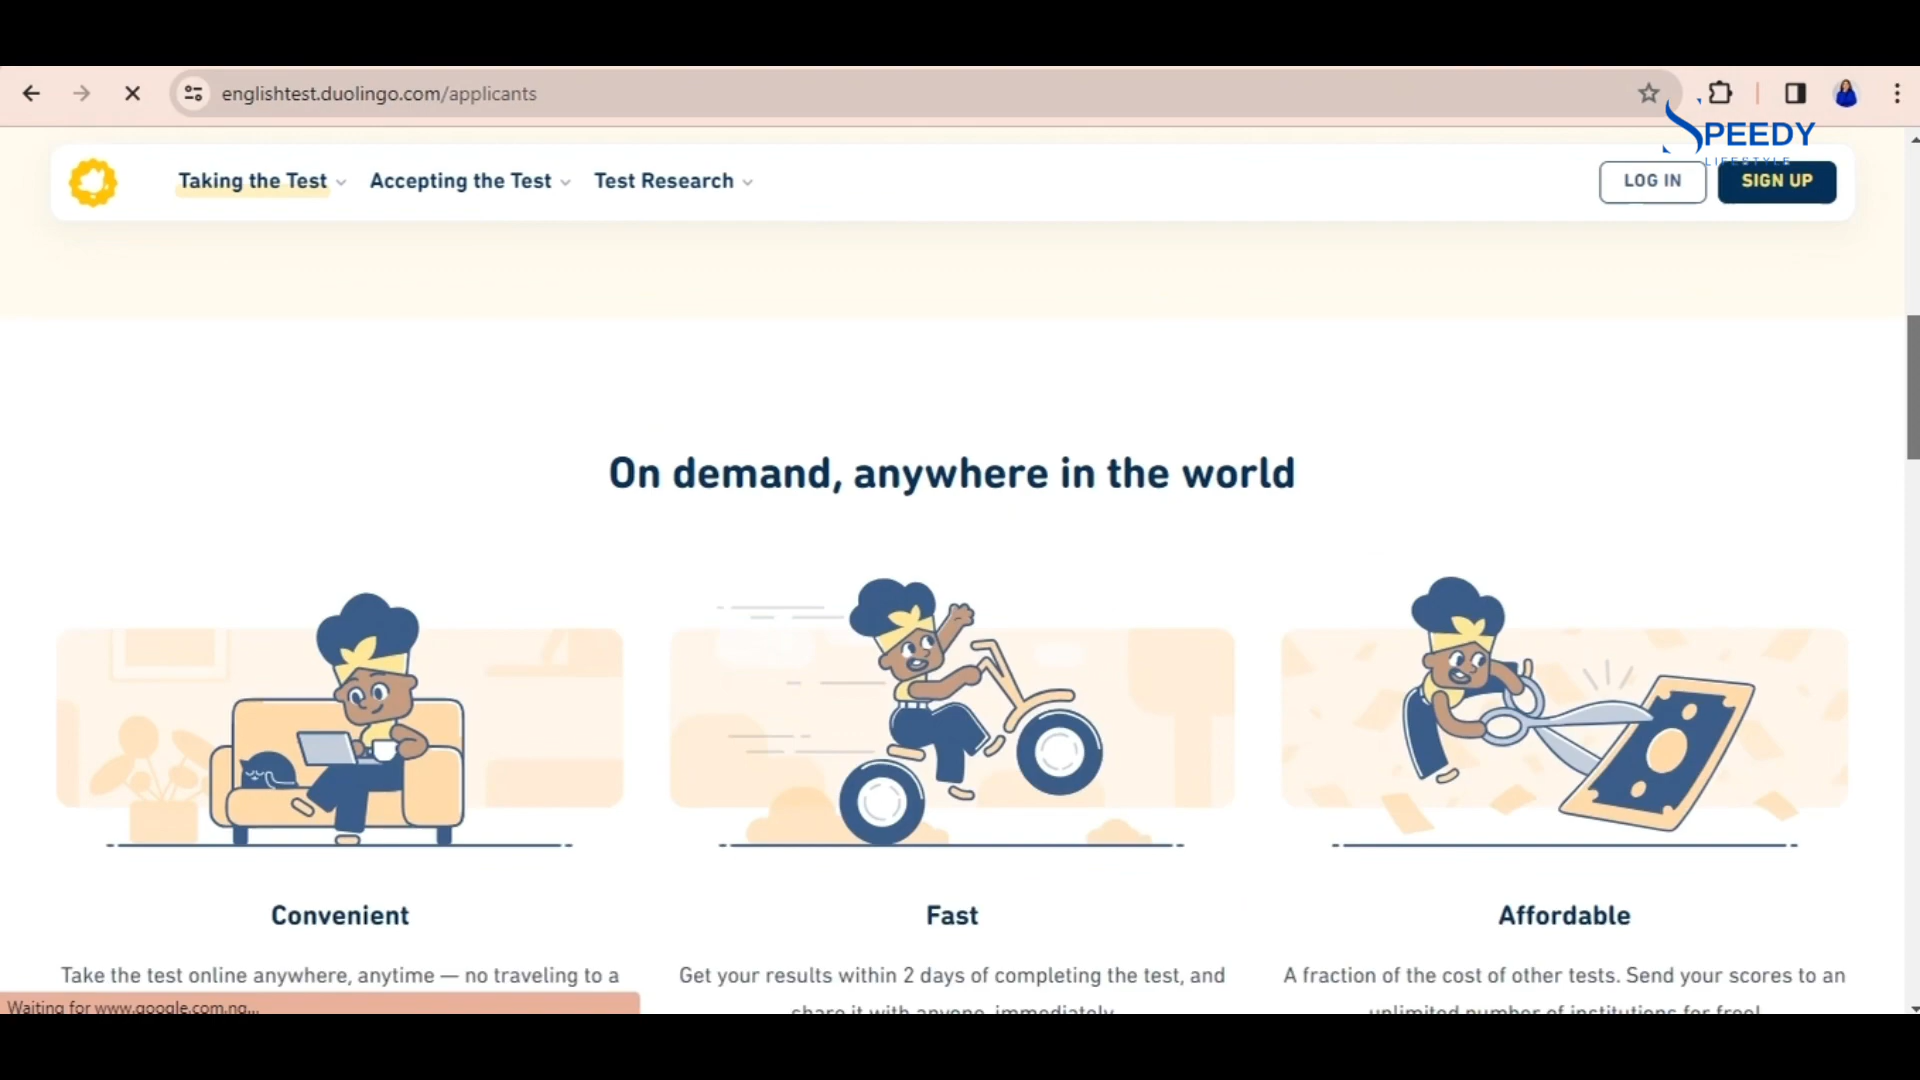 englishtest.duolingo.com/applicants
SPEEDY
LIFESTYLE
Taking the Test
Accepting the Test
Test Research
LOG IN
SIGN UP
On demand, anywhere in the world
Convenient
Take the test online anywhere, anytime — no traveling to a
Fast
Get your results within 2 days of completing the test, and
share it with anyone, immediately.
Affordable
A fraction of the cost of other tests. Send your scores to an
unlimited number of institutions for free!
Waiting for www.google.com.ng...